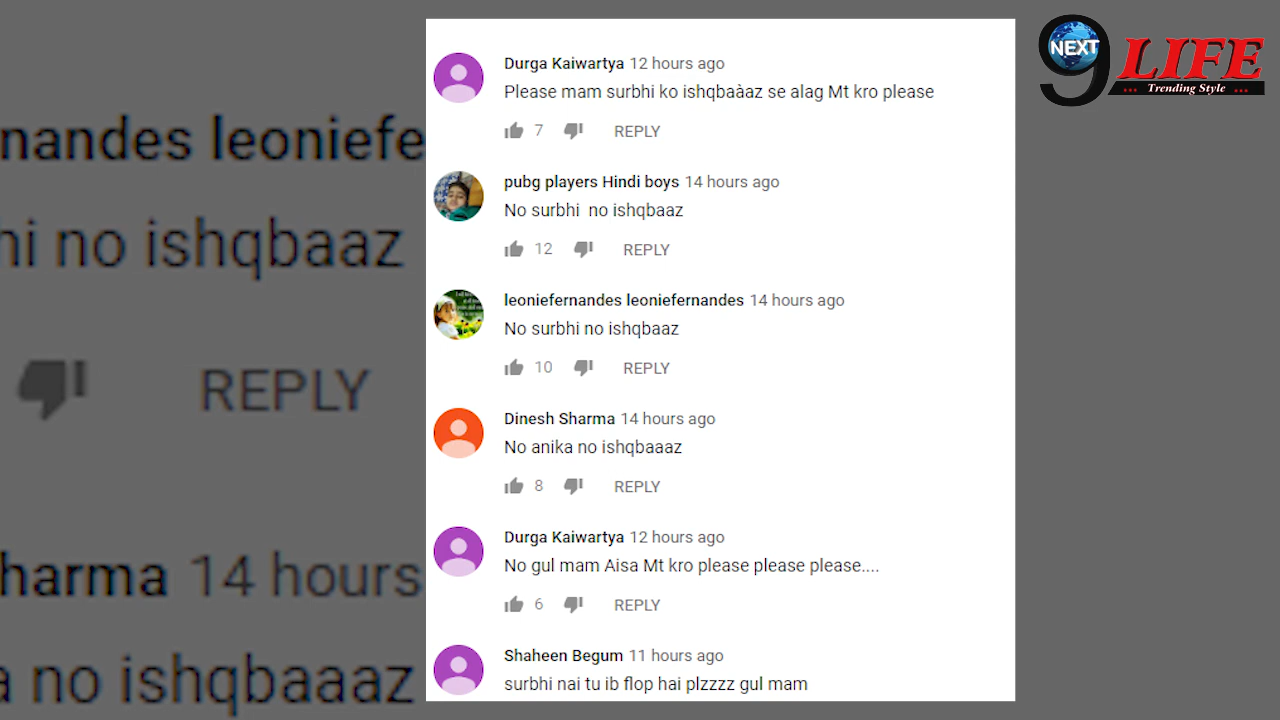 NEXT
9 LIFE
... Trending Style ...
nandes leoniefe
hi no ishqbaaz
REPLY
harma 14 hours
a no ishqbaaaz
Durga Kaiwartya 12 hours ago
Please mam surbhi ko ishqbaàaz se alag Mt kro please
7 REPLY
pubg players Hindi boys 14 hours ago
No surbhi  no ishqbaaz
12 REPLY
leoniefernandes leoniefernandes 14 hours ago
No surbhi no ishqbaaz
10 REPLY
Dinesh Sharma 14 hours ago
No anika no ishqbaaaz
8 REPLY
Durga Kaiwartya 12 hours ago
No gul mam Aisa Mt kro please please please....
6 REPLY
Shaheen Begum 11 hours ago
surbhi nai tu ib flop hai plzzzz gul mam